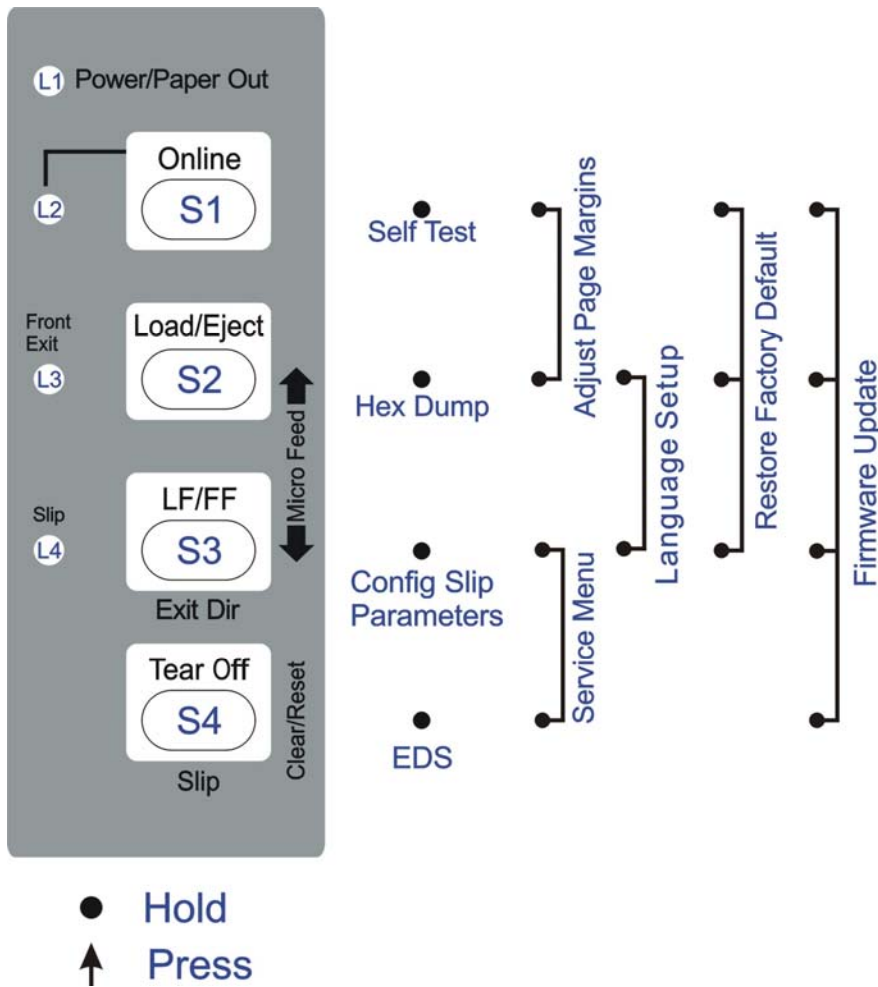 L1 Power/Paper Out
Online
L2
S1
Front
Exit
L3
Load/Eject
S2
Micro Feed
Slip
L4
LF/FF
S3
Exit Dir
Tear Off
S4
Slip
Clear/Reset
Self Test
Hex Dump
Config Slip
Parameters
EDS
Adjust Page Margins
Service Menu
Language Setup
Restore Factory Default
Firmware Update
Hold
Press